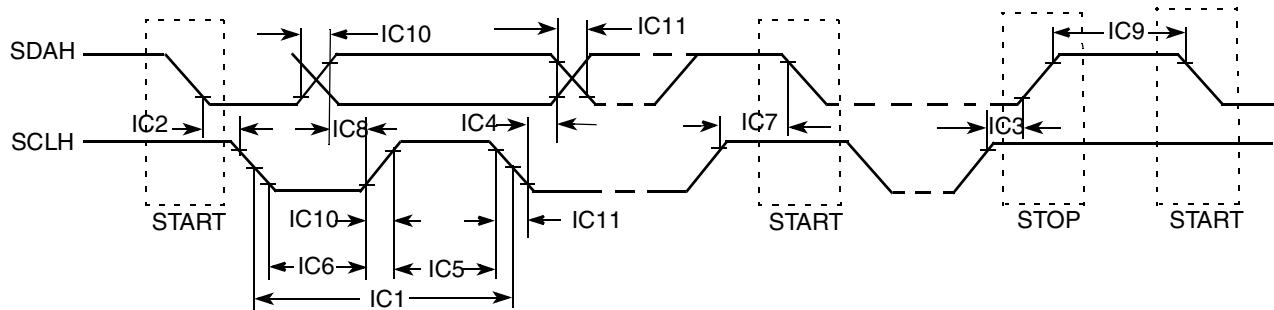 IC10
IC11
IC9
SDAH
IC2
IC8
IC4
IC7
IC3
SCLH
START
IC10
IC11
START
STOP
START
IC6
IC5
IC1